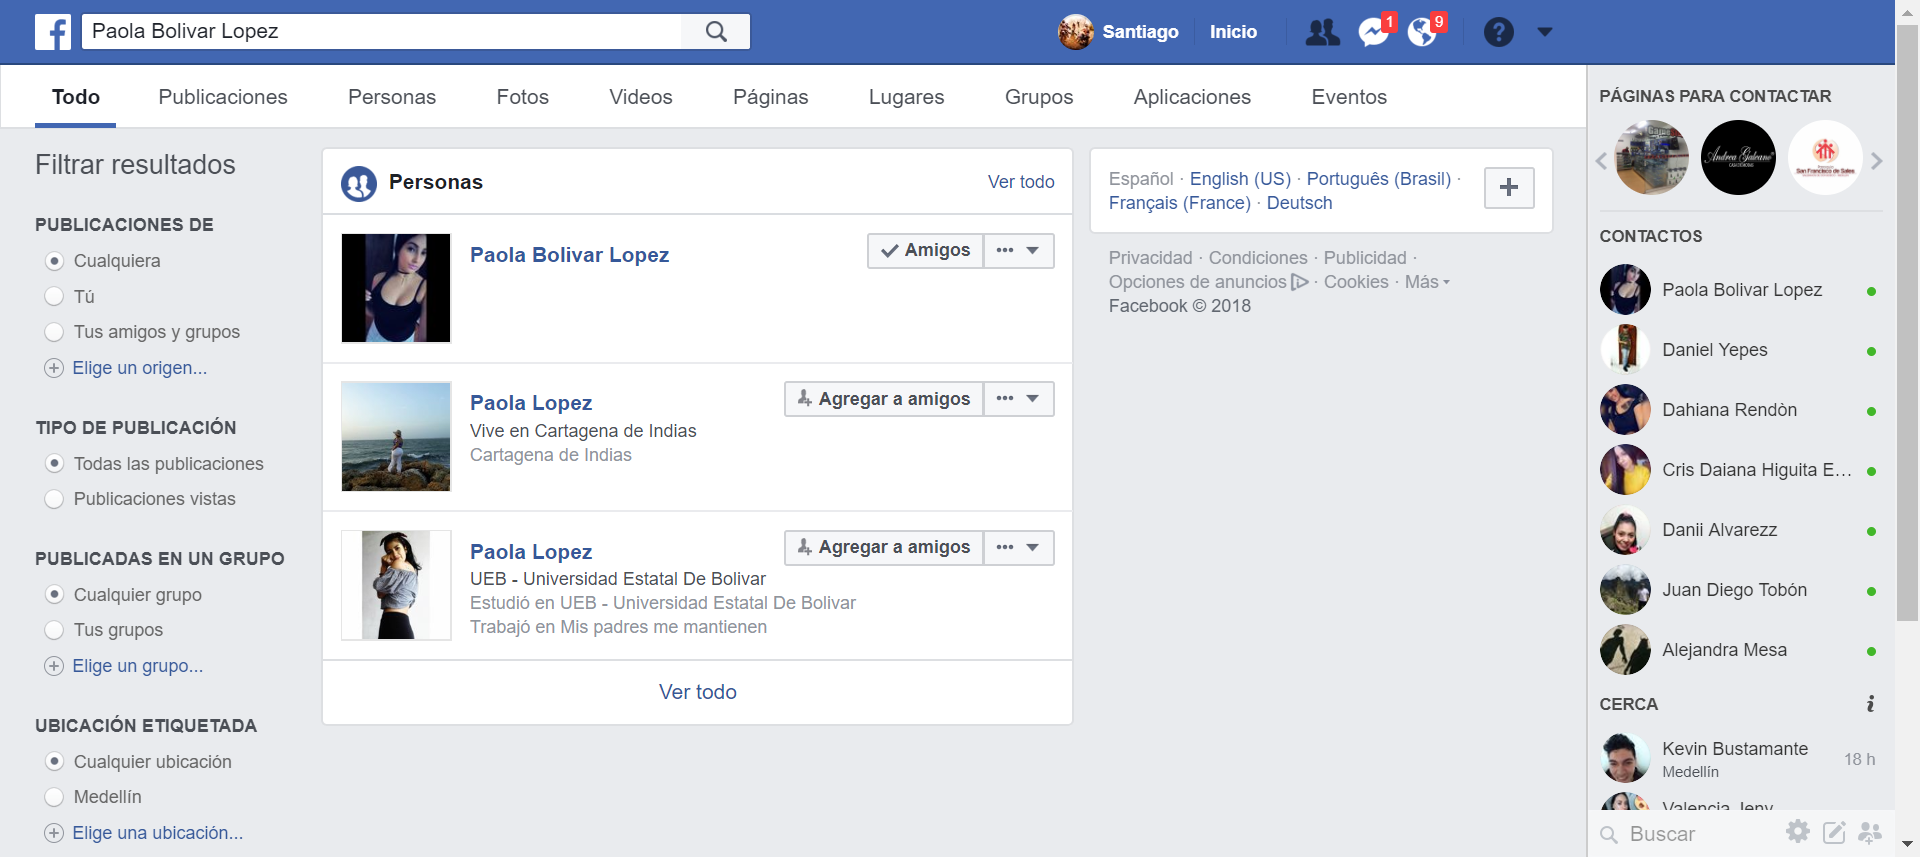 Paola Bolivar Lopez
Santiago
Inicio
1
9
?
Todo
Publicaciones
Personas
Fotos
Videos
Páginas
Lugares
Grupos
Aplicaciones
Eventos
Filtrar resultados
PUBLICACIONES DE
Cualquiera
Tú
Tus amigos y grupos
Elige un origen...
TIPO DE PUBLICACIÓN
Todas las publicaciones
Publicaciones vistas
PUBLICADAS EN UN GRUPO
Cualquier grupo
Tus grupos
Elige un grupo...
UBICACIÓN ETIQUETADA
Cualquier ubicación
Medellín
Elige una ubicación...
Personas
Ver todo
Paola Bolivar Lopez
Amigos
Paola Lopez
Agregar a amigos
Vive en Cartagena de Indias
Cartagena de Indias
Paola Lopez
Agregar a amigos
UEB - Universidad Estatal De Bolivar
Estudió en UEB - Universidad Estatal De Bolivar
Trabajó en Mis padres me mantienen
Ver todo
Español · English (US) · Português (Brasil) ·
Français (France) · Deutsch
Privacidad · Condiciones · Publicidad ·
Opciones de anuncios · Cookies · Más
Facebook © 2018
PÁGINAS PARA CONTACTAR
Andrea Galeano
San Francisco de Sales
CONTACTOS
Paola Bolivar Lopez
Daniel Yepes
Dahiana Rendòn
Cris Daiana Higuita E...
Danii Alvarezz
Juan Diego Tobón
Alejandra Mesa
CERCA
Kevin Bustamante
Medellín
18 h
Valencia Jeny
Buscar